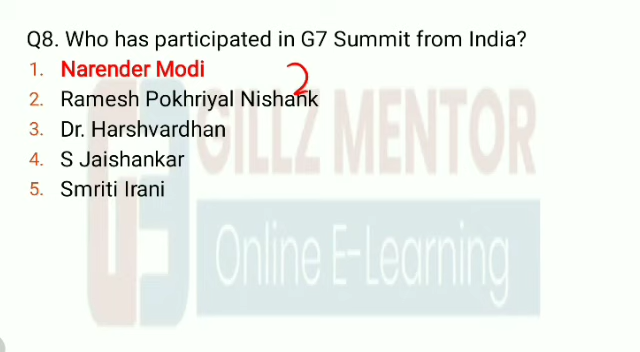 Q8. Who has participated in G7 Summit from India?
1. Narender Modi
2
2. Ramesh Pokhriyal Nishank
3. Dr. Harshvardhan
4. S Jaishankar
5. Smriti Irani
GILLZ MENTOR
Online E-Learning